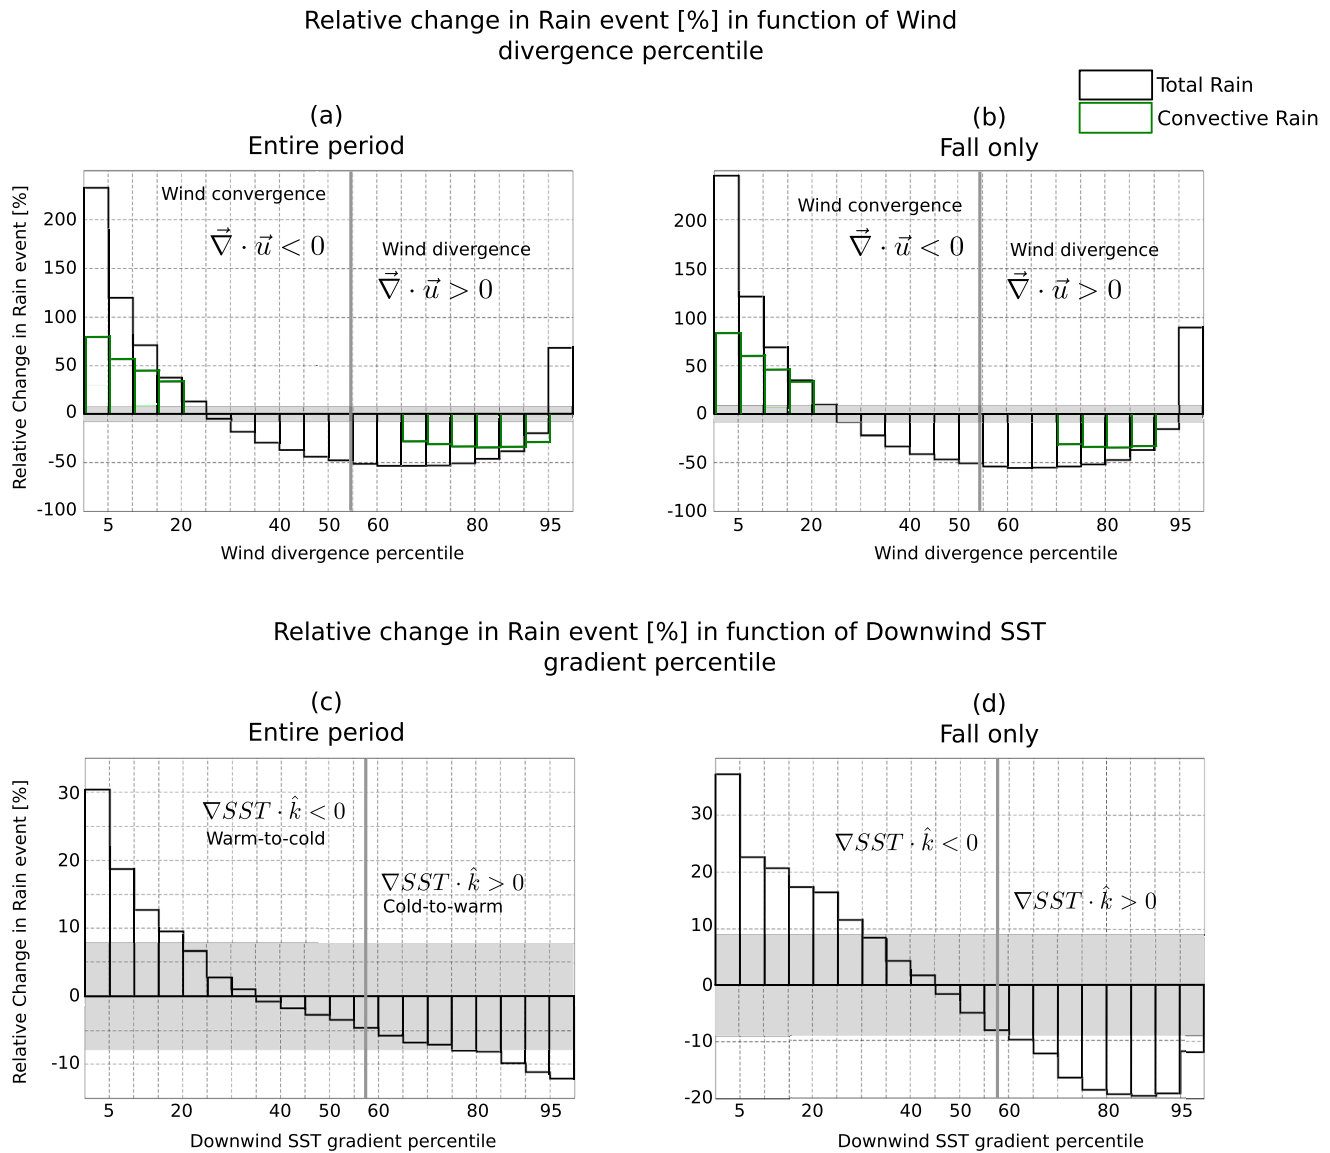 Relative change in Rain event [%] in function of Wind
divergence percentile
Total Rain
Convective Rain
(a)
Entire period
(b)
Fall only
Relative Change in Rain event [%]
200
150
100
50
0
-50
-100
Wind convergence
∇⃗ · u⃗ < 0
Wind divergence
∇⃗ · u⃗ > 0
5 20 40 50 60 80 95
Wind divergence percentile
200
150
100
50
0
-50
-100
Wind convergence
∇⃗ · u⃗ < 0
Wind divergence
∇⃗ · u⃗ > 0
5 20 40 50 60 80 95
Wind divergence percentile
Relative change in Rain event [%] in function of Downwind SST
gradient percentile
(c)
Entire period
(d)
Fall only
Relative Change in Rain event [%]
30
20
10
0
-10
∇SST · k̂ < 0
Warm-to-cold
∇SST · k̂ > 0
Cold-to-warm
5 20 40 50 60 80 95
Downwind SST gradient percentile
30
20
10
0
-10
-20
∇SST · k̂ < 0
∇SST · k̂ > 0
5 20 40 50 60 80 95
Downwind SST gradient percentile